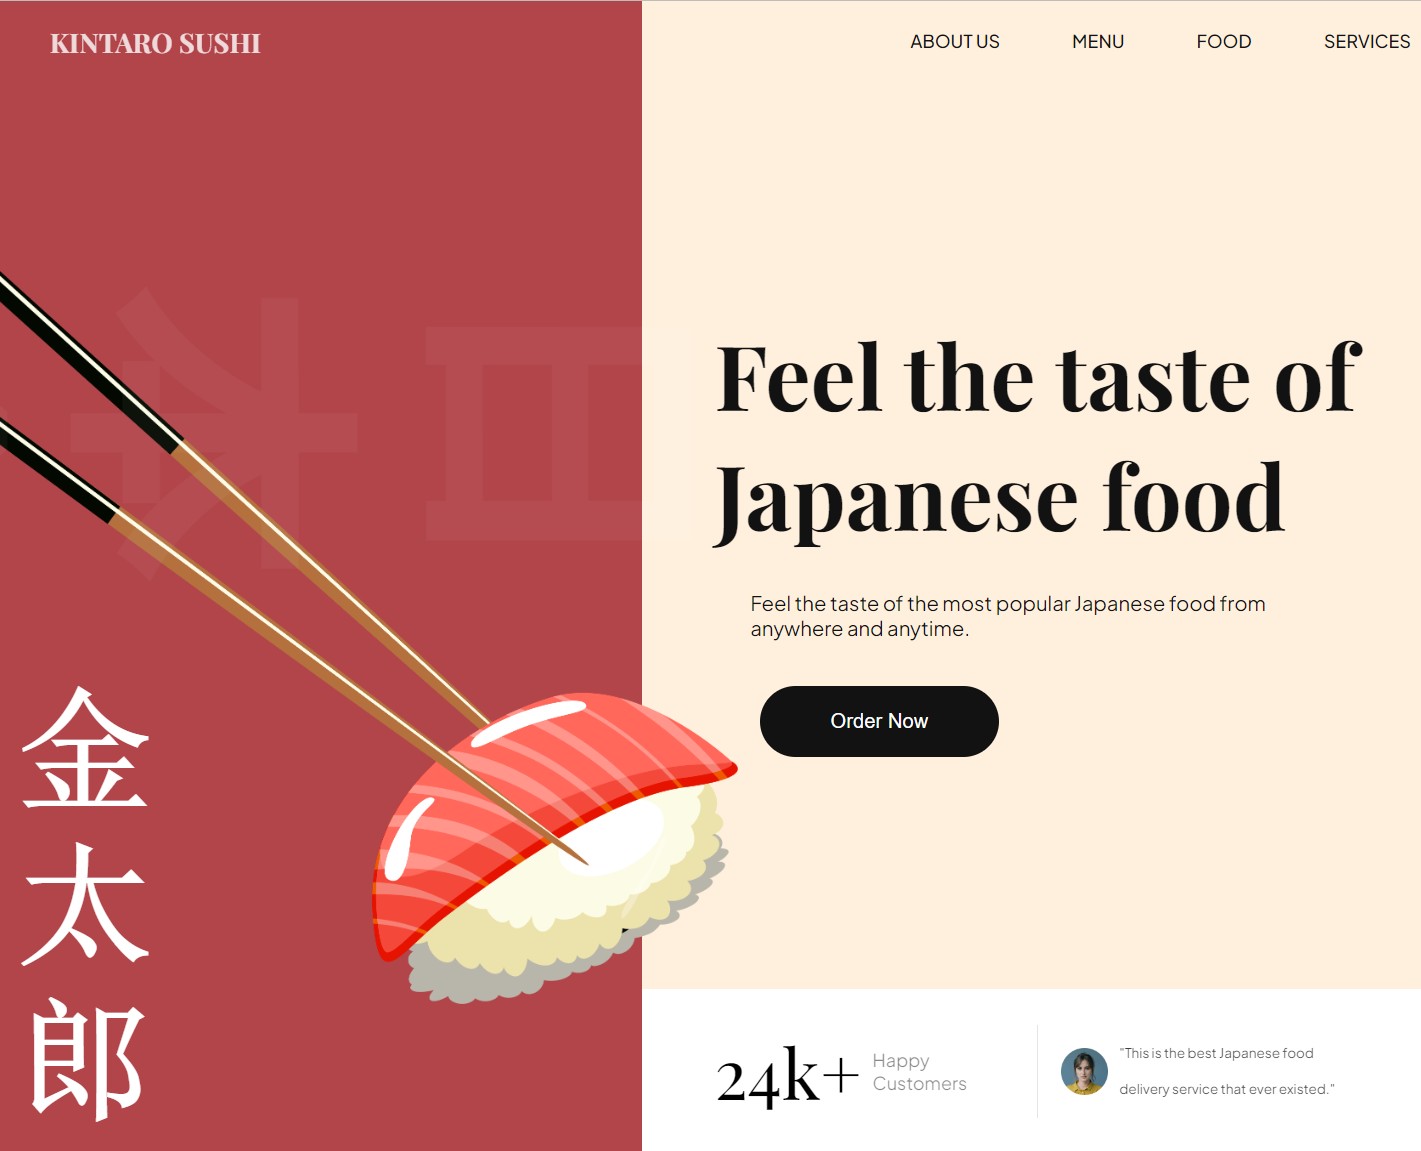 KINTARO SUSHI
ABOUT US
MENU
FOOD
SERVICES
Feel the taste of
Japanese food
Feel the taste of the most popular Japanese food from
anywhere and anytime.
Order Now
金
太
郎
24k+
Happy
Customers
"This is the best Japanese food
delivery service that ever existed."